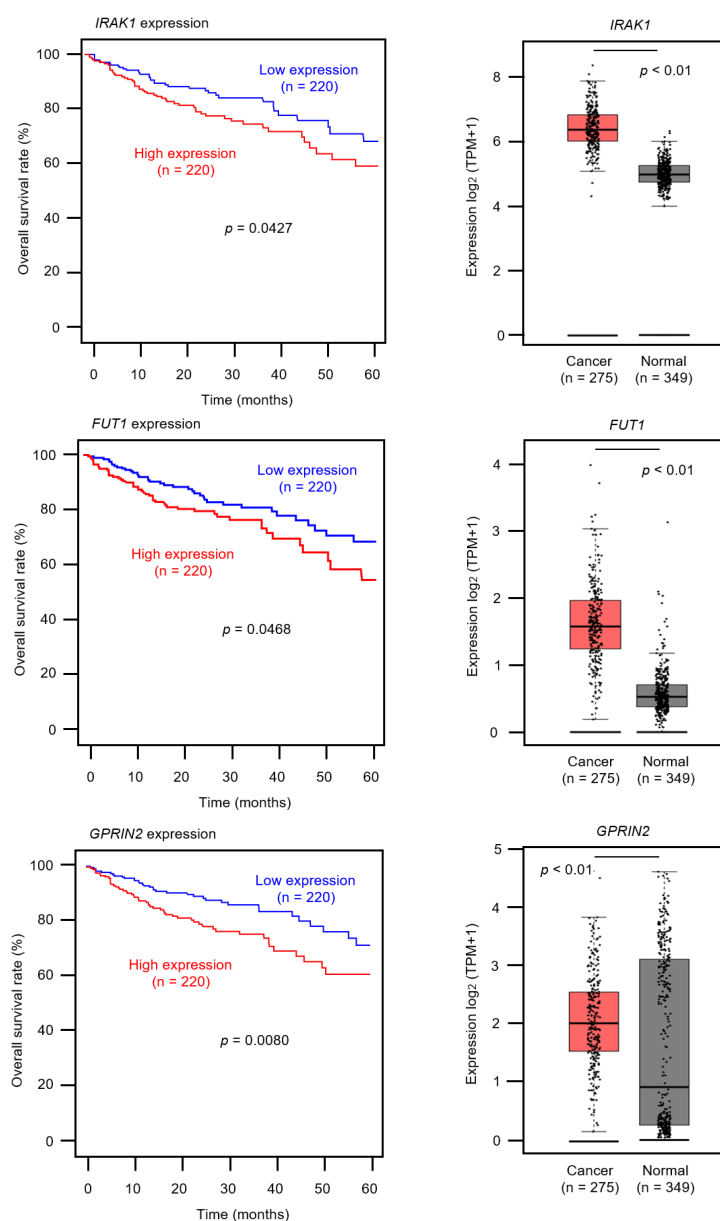 IRAK1 expression
100
80
60
40
20
0
Overall survival rate (%)
Low expression
(n = 220)
High expression
(n = 220)
p = 0.0427
0 10 20 30 40 50 60
Time (months)
IRAK1
p < 0.01
8
6
4
2
0
Expression log2 (TPM+1)
Cancer
(n = 275)
Normal
(n = 349)
FUT1 expression
100
80
60
40
20
0
Overall survival rate (%)
Low expression
(n = 220)
High expression
(n = 220)
p = 0.0468
0 10 20 30 40 50 60
Time (months)
FUT1
p < 0.01
4
3
2
1
0
Expression log2 (TPM+1)
Cancer
(n = 275)
Normal
(n = 349)
GPRIN2 expression
100
80
60
40
20
0
Overall survival rate (%)
Low expression
(n = 220)
High expression
(n = 220)
p = 0.0080
0 10 20 30 40 50 60
Time (months)
GPRIN2
p < 0.01
5
4
3
2
1
0
Expression log2 (TPM+1)
Cancer
(n = 275)
Normal
(n = 349)